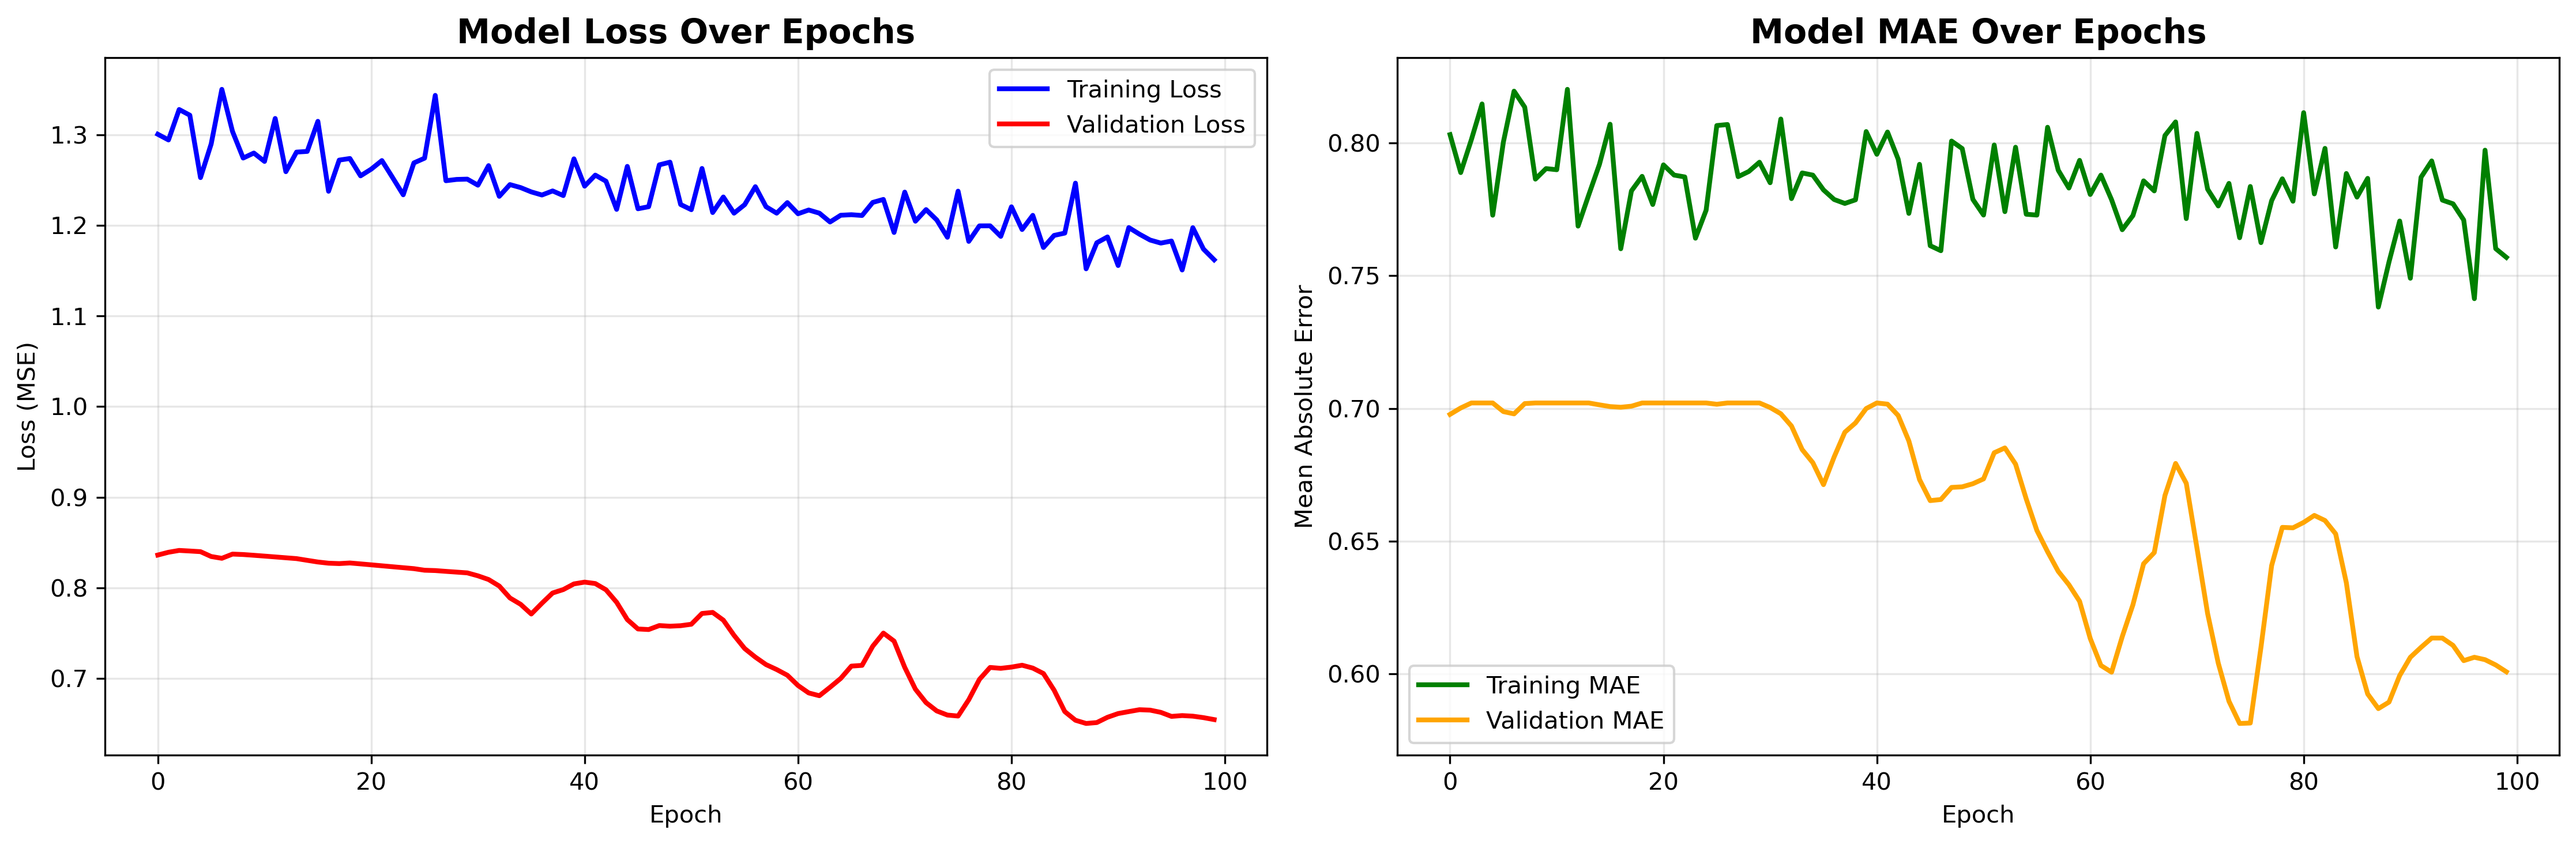 Model Loss Over Epochs
Training Loss
Validation Loss
1.3
1.2
1.1
1.0
0.9
0.8
0.7
Loss (MSE)
0 20 40 60 80 100
Epoch
Model MAE Over Epochs
0.80
0.75
0.70
0.65
0.60
Mean Absolute Error
Training MAE
Validation MAE
0 20 40 60 80 100
Epoch